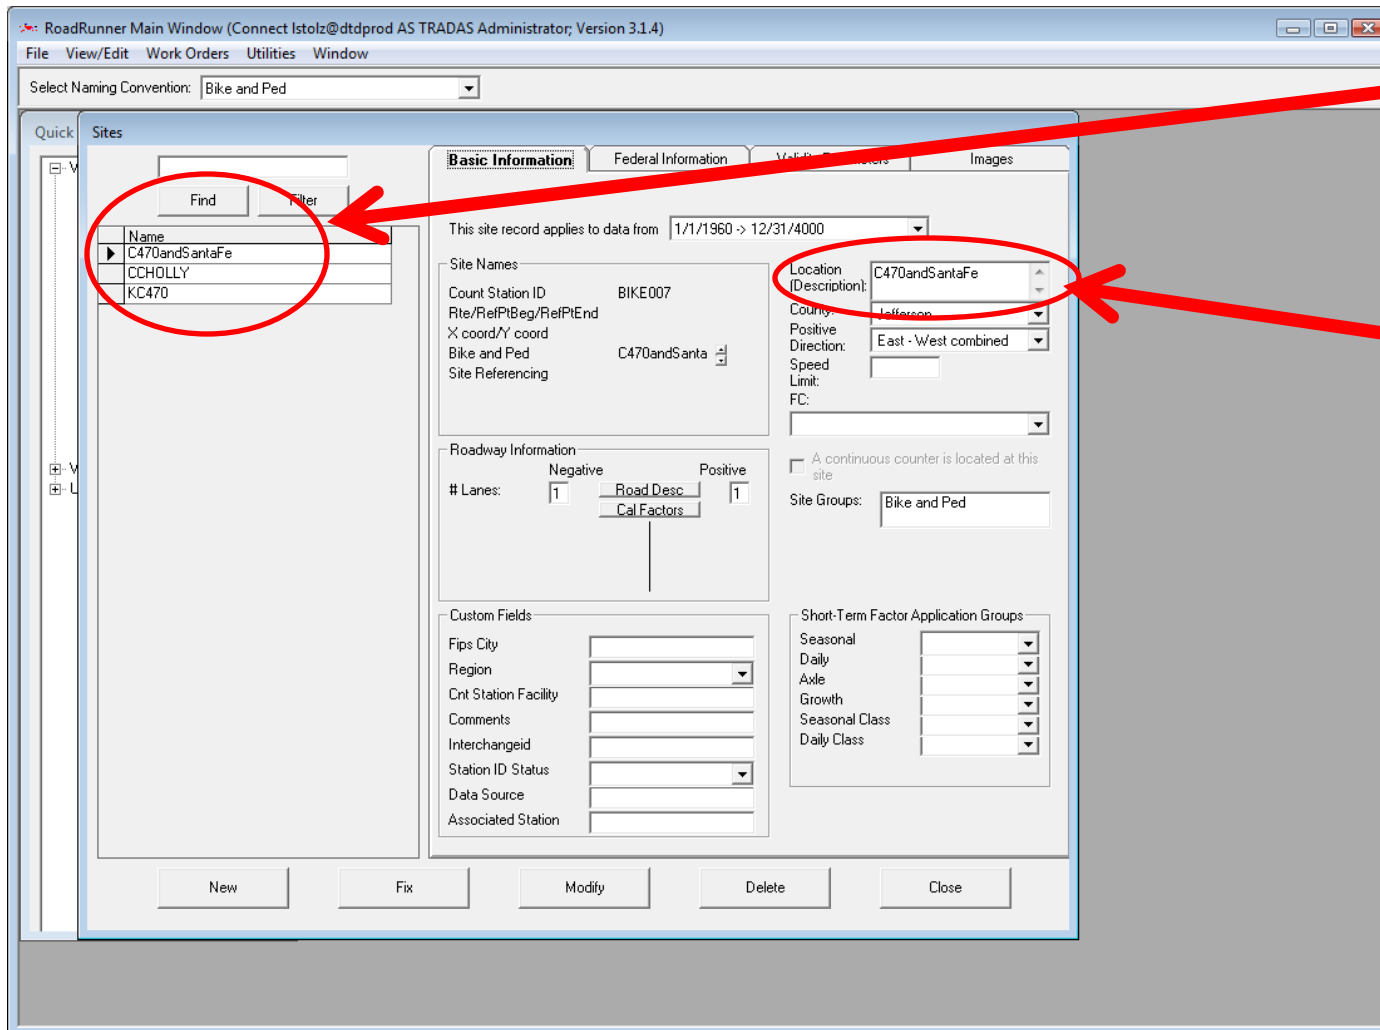 RoadRunner Main Window (Connect lstolz@dtdprod AS TRADAS Administrator; Version 3.1.4)
File View/Edit Work Orders Utilities Window
Select Naming Convention: Bike and Ped
Quick
Sites
Find Filter
Name
C470andSantaFe
CCHOLLY
KC470
Basic Information Federal Information Validity Parameters Images
This site record applies to data from 1/1/1960 -> 12/31/4000
Site Names
Count Station ID BIKE007
Rte/RefPtBeg/RefPtEnd
X coord/Y coord
Bike and Ped C470andSanta
Site Referencing
Location (Description): C470andSantaFe
County: Jefferson
Positive Direction: East - West combined
Speed Limit:
FC:
A continuous counter is located at this site
Site Groups: Bike and Ped
Roadway Information
Negative Positive
# Lanes: 1 Road Desc 1
Cal Factors
Custom Fields
Fips City
Region
Cnt Station Facility
Comments
Interchangeid
Station ID Status
Data Source
Associated Station
Short-Term Factor Application Groups
Seasonal
Daily
Axle
Growth
Seasonal Class
Daily Class
New Fix Modify Delete Close